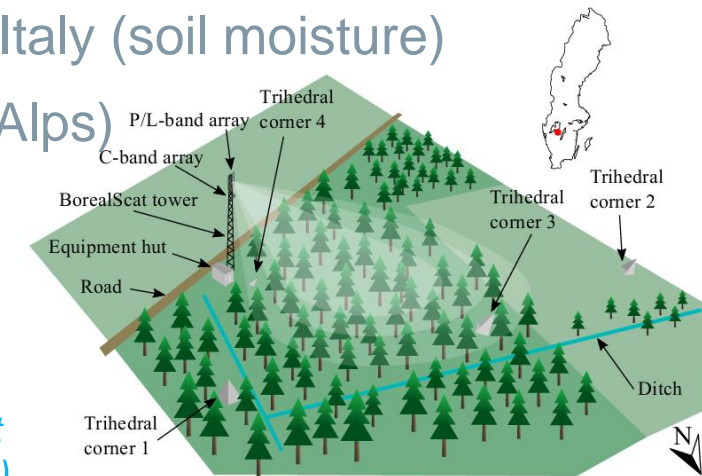 Italy (soil moisture)
Alps)
P/L-band array
Trihedral
corner 4
C-band array
BorealScat tower
Equipment hut
Road
Trihedral
corner 3
Trihedral
corner 2
Ditch
Trihedral
corner 1
N